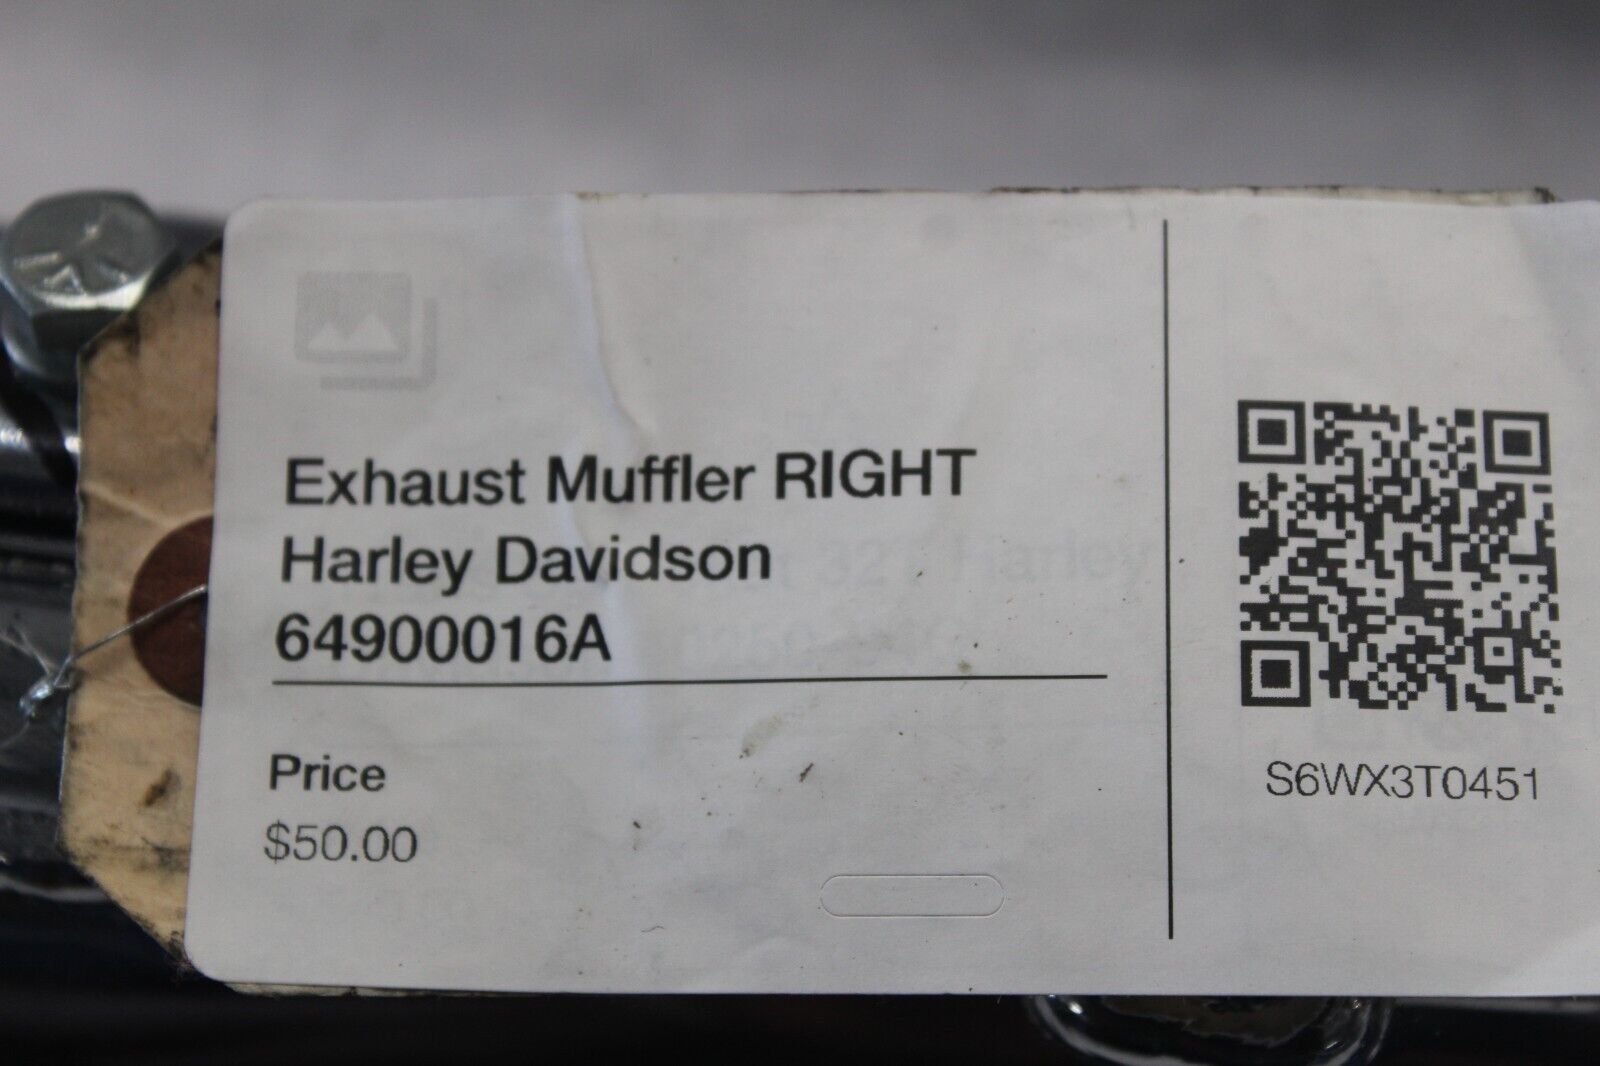 Exhaust Muffler RIGHT
Harley Davidson
64900016A
Price
$50.00
S6WX3T0451